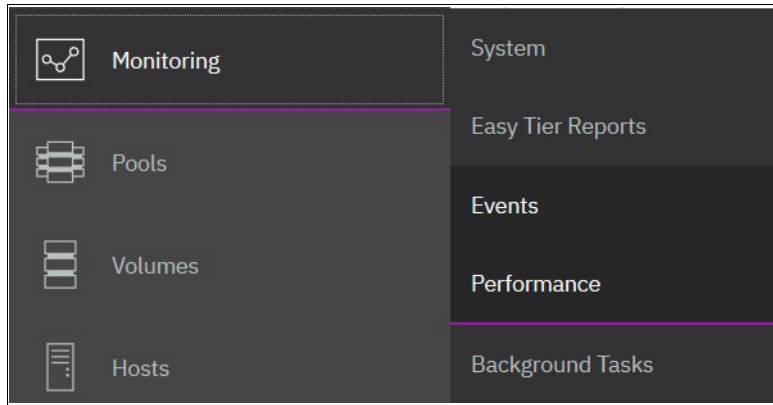 Monitoring
Pools
Volumes
Hosts
System
Easy Tier Reports
Events
Performance
Background Tasks